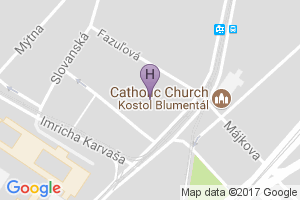 Mýtna
Slovanská
Fazuľová
H
Catholic Church
Kostol Blumentál
Májkova
Imricha Karvaša
Google
Map data ©2017 Google